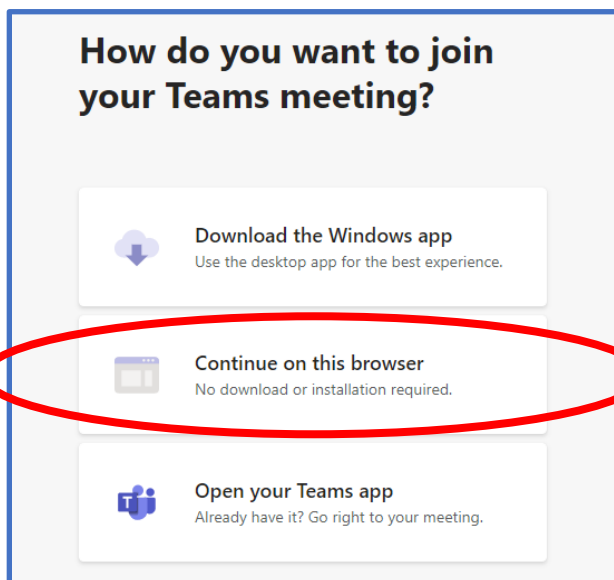 How do you want to join
your Teams meeting?
Download the Windows app
Use the desktop app for the best experience.
Continue on this browser
No download or installation required.
T
Open your Teams app
Already have it? Go right to your meeting.